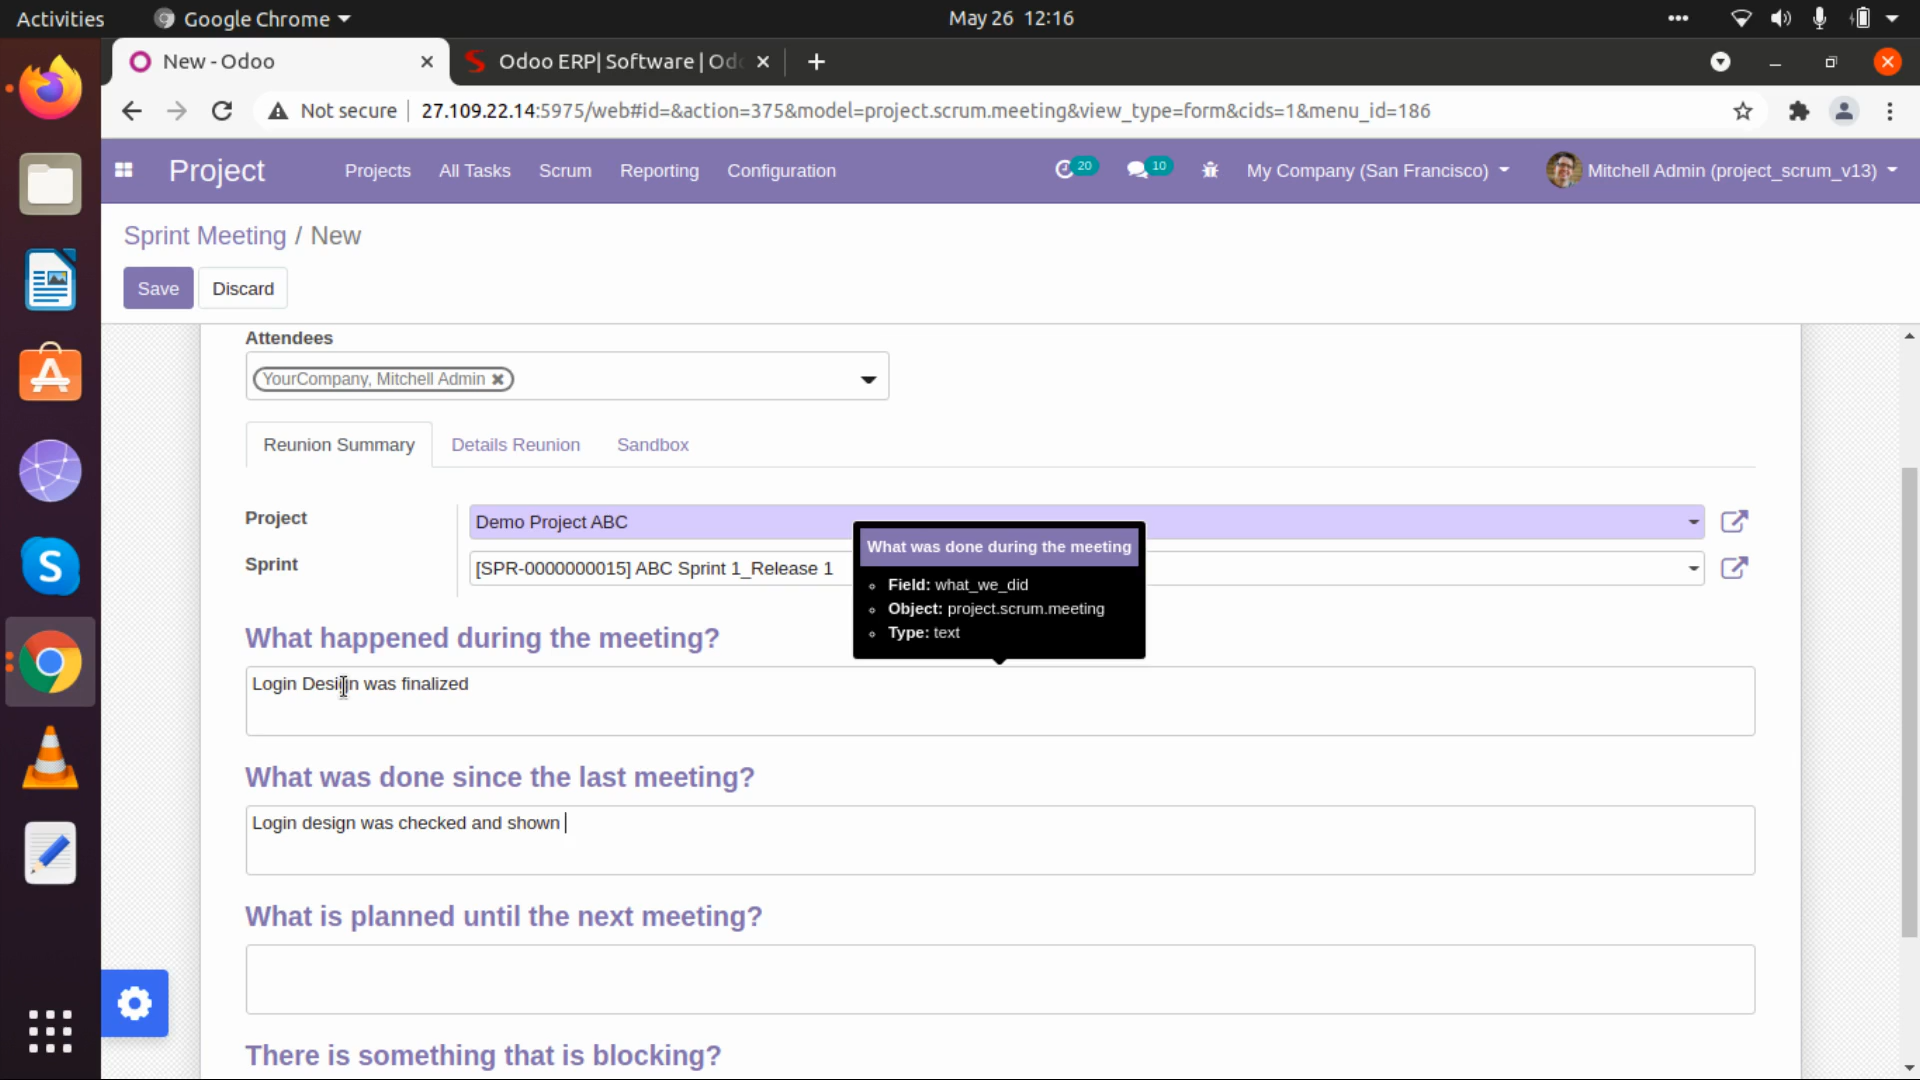 Activities
Google Chrome
May 26 12:16
New - Odoo
Odoo ERP| Software | Odo
Not secure
27.109.22.14:5975/web#id=&action=375&model=project.scrum.meeting&view_type=form&cids=1&menu_id=186
Project
Projects
All Tasks
Scrum
Reporting
Configuration
20
10
My Company (San Francisco)
Mitchell Admin (project_scrum_v13)
Sprint Meeting / New
Save
Discard
Attendees
YourCompany, Mitchell Admin
Reunion Summary
Details Reunion
Sandbox
Project
Demo Project ABC
Sprint
[SPR-0000000015] ABC Sprint 1_Release 1
What was done during the meeting
Field: what_we_did
Object: project.scrum.meeting
Type: text
What happened during the meeting?
Login Design was finalized
What was done since the last meeting?
Login design was checked and shown
What is planned until the next meeting?
There is something that is blocking?